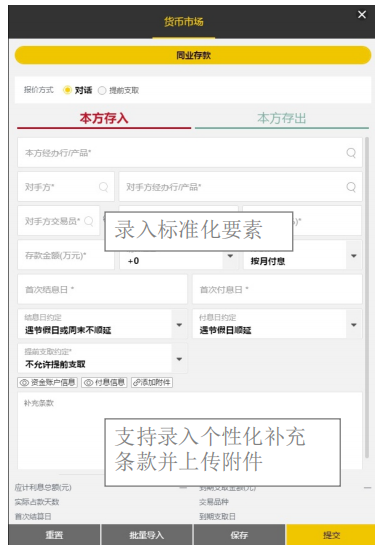 货币市场
×
同业存款
报价方式 对话 提前支取
本方存入 本方存出
本方经办行/产品*
对手方* 对手方经办行/产品*
对手方交易员*
)*
录入标准化要素
存款金额(万元)*
+0 按月付息
首次结息日 * 首次付息日 *
结息日约定 付息日约定
遇节假日或周末不顺延 遇节假日顺延
提前支取约定*
不允许提前支取
资金账户信息 付息信息 添加附件
补充条款
支持录入个性化补充
条款并上传附件
应计利息总额(元) — 到期支取金额(元) —
实际占款天数 交易品种
首次结算日 到期支取日
重置 批量导入 保存 提交